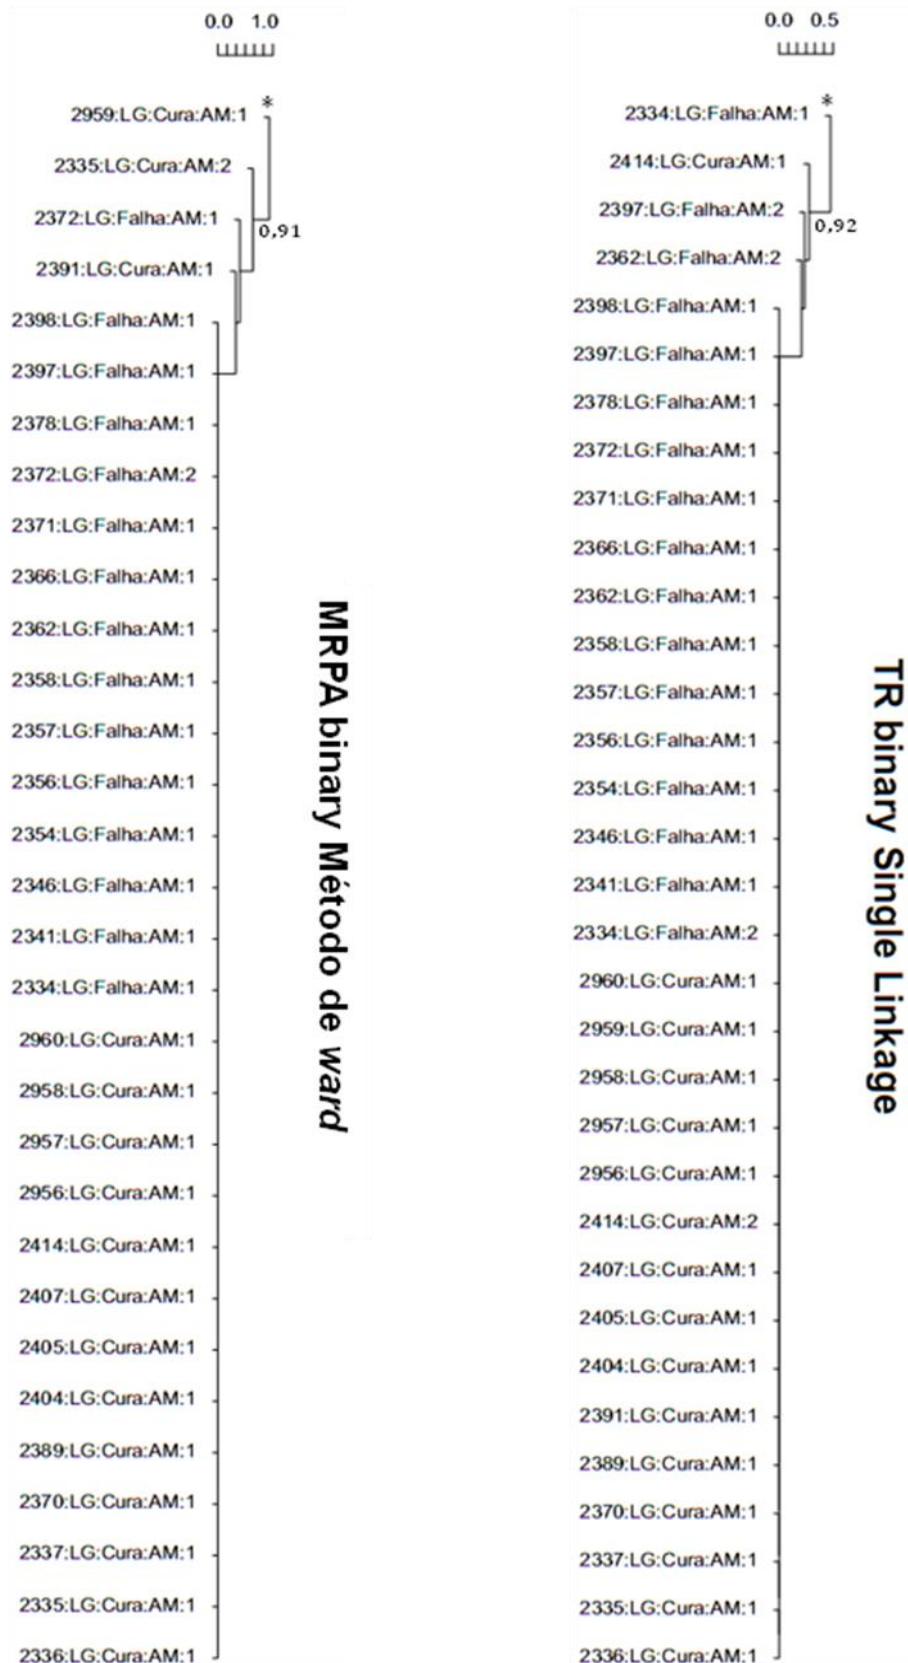 0.0 1.0
*
2959:LG:Cura:AM:1
2335:LG:Cura:AM:2
2372:LG:Falha:AM:1
0,91
2391:LG:Cura:AM:1
2398:LG:Falha:AM:1
2397:LG:Falha:AM:1
2378:LG:Falha:AM:1
2372:LG:Falha:AM:2
2371:LG:Falha:AM:1
2366:LG:Falha:AM:1
2362:LG:Falha:AM:1
2358:LG:Falha:AM:1
2357:LG:Falha:AM:1
2356:LG:Falha:AM:1
2354:LG:Falha:AM:1
2346:LG:Falha:AM:1
2341:LG:Falha:AM:1
2334:LG:Falha:AM:1
2960:LG:Cura:AM:1
2958:LG:Cura:AM:1
2957:LG:Cura:AM:1
2956:LG:Cura:AM:1
2414:LG:Cura:AM:1
2407:LG:Cura:AM:1
2405:LG:Cura:AM:1
2404:LG:Cura:AM:1
2389:LG:Cura:AM:1
2370:LG:Cura:AM:1
2337:LG:Cura:AM:1
2335:LG:Cura:AM:1
2336:LG:Cura:AM:1
MRPA binary Método de ward
0.0 0.5
*
2334:LG:Falha:AM:1
2414:LG:Cura:AM:1
2397:LG:Falha:AM:2
0,92
2362:LG:Falha:AM:2
2398:LG:Falha:AM:1
2397:LG:Falha:AM:1
2378:LG:Falha:AM:1
2372:LG:Falha:AM:1
2371:LG:Falha:AM:1
2366:LG:Falha:AM:1
2362:LG:Falha:AM:1
2358:LG:Falha:AM:1
2357:LG:Falha:AM:1
2356:LG:Falha:AM:1
2354:LG:Falha:AM:1
2346:LG:Falha:AM:1
2341:LG:Falha:AM:1
2334:LG:Falha:AM:2
2960:LG:Cura:AM:1
2959:LG:Cura:AM:1
2958:LG:Cura:AM:1
2957:LG:Cura:AM:1
2956:LG:Cura:AM:1
2414:LG:Cura:AM:2
2407:LG:Cura:AM:1
2405:LG:Cura:AM:1
2404:LG:Cura:AM:1
2391:LG:Cura:AM:1
2389:LG:Cura:AM:1
2370:LG:Cura:AM:1
2337:LG:Cura:AM:1
2335:LG:Cura:AM:1
2336:LG:Cura:AM:1
TR binary Single Linkage